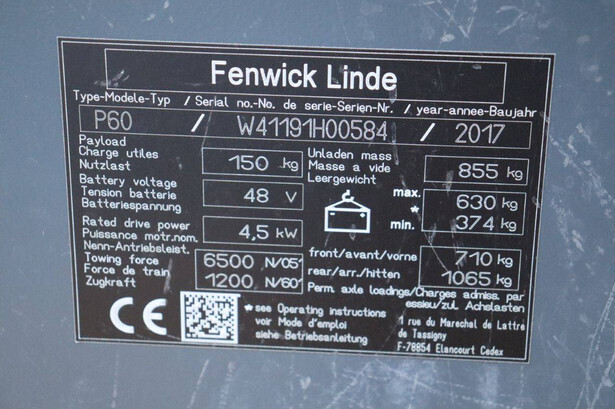 Fenwick Linde
Type-Modele-Typ / Serial no.-No. de serie-Serien-Nr. / year-annee-Baujahr
P60 / W41191H00584 / 2017
Payload
Charge utiles
Nutzlast
150 kg
Unladen mass
Masse a vide
Leergewicht
855 kg
Battery voltage
Tension batterie
Batteriespannung
48 V
max. 630 kg
*
min. 374 kg
Rated drive power
Puissance motr.nom.
Nenn-Antriebsleist.
4,5 kW
Towing force
Force de train
Zugkraft
6500 N/05'
1200 N/60'
front/avant/vorne 710 kg
rear/arr./hitten 1065 kg
Perm. axle loadings/Charges admiss. par
essieu/zul. Achslasten
CE
*see Operating instructions
voir Mode d'emploi
siehe Betriebsanleitung
1 rue du Marechal de Lattre
de Tassigny
F-78854 Elancourt Cedex